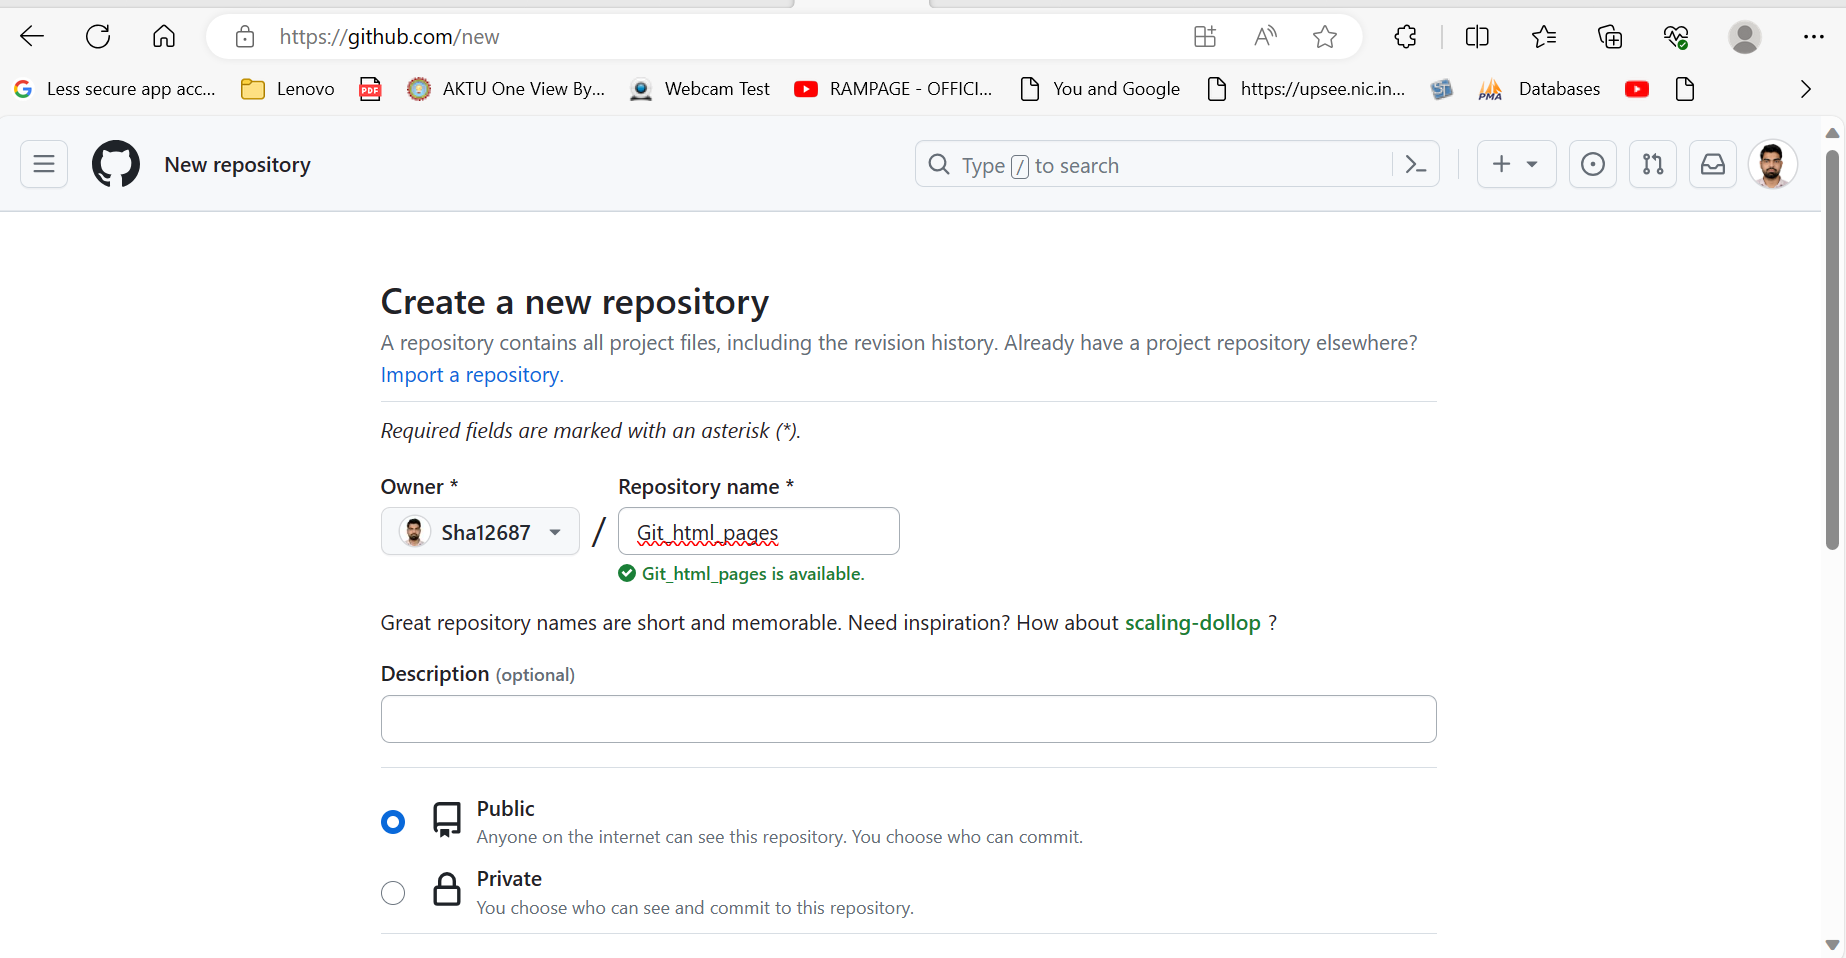 https://github.com/new
Less secure app acc... Lenovo PDF AKTU One View By... Webcam Test RAMPAGE - OFFICI... You and Google https://upsee.nic.in... ST PMA Databases
New repository Type / to search
Create a new repository
A repository contains all project files, including the revision history. Already have a project repository elsewhere?
Import a repository.
Required fields are marked with an asterisk (*).
Owner * Repository name *
Sha12687 / Git_html_pages
Git_html_pages is available.
Great repository names are short and memorable. Need inspiration? How about scaling-dollop ?
Description (optional)
Public
Anyone on the internet can see this repository. You choose who can commit.
Private
You choose who can see and commit to this repository.